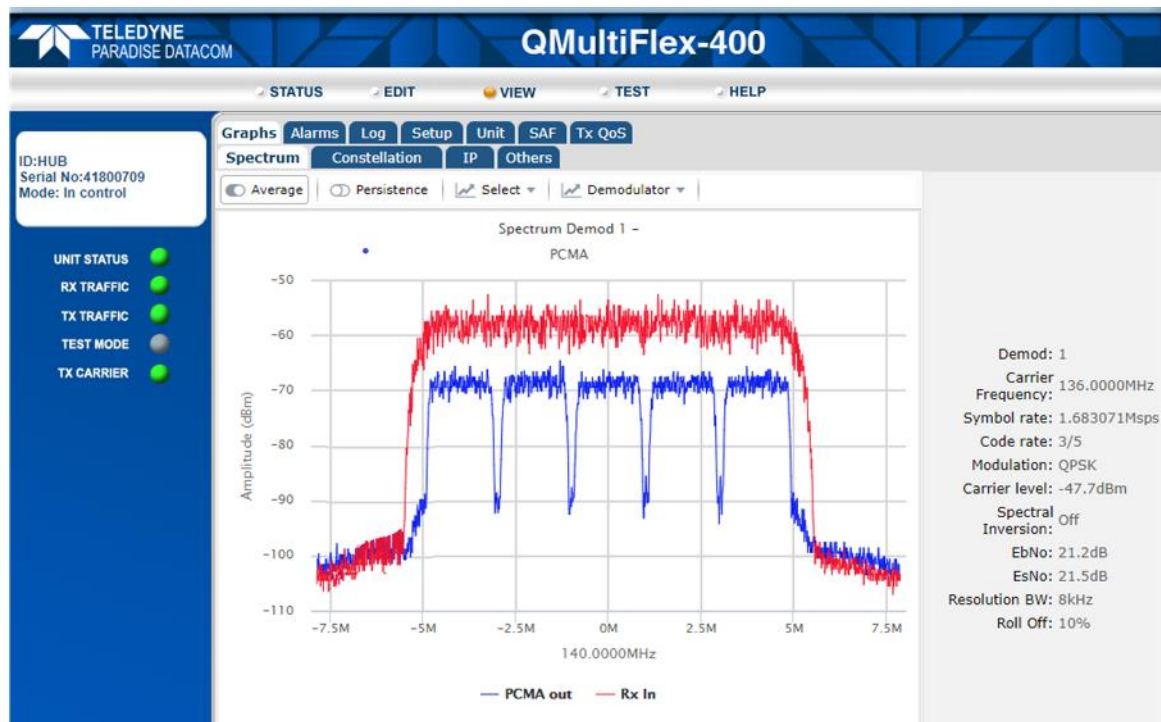 TELEDYNE
PARADISE DATACOM
QMultiFlex-400
STATUS EDIT VIEW TEST HELP
ID:HUB
Serial No:41800709
Mode: In control
UNIT STATUS
RX TRAFFIC
TX TRAFFIC
TEST MODE
TX CARRIER
Graphs Alarms Log Setup Unit SAF Tx QoS
Spectrum Constellation IP Others
Average Persistence Select Demodulator
Spectrum Demod 1 –
PCMA
Amplitude (dBm)
-50
-60
-70
-80
-90
-100
-110
-7.5M -5M -2.5M 0M 2.5M 5M 7.5M
140.0000MHz
PCMA out Rx In
Demod: 1
Carrier Frequency: 136.0000MHz
Symbol rate: 1.683071Msps
Code rate: 3/5
Modulation: QPSK
Carrier level: -47.7dBm
Spectral Inversion: Off
EbNo: 21.2dB
EsNo: 21.5dB
Resolution BW: 8kHz
Roll Off: 10%